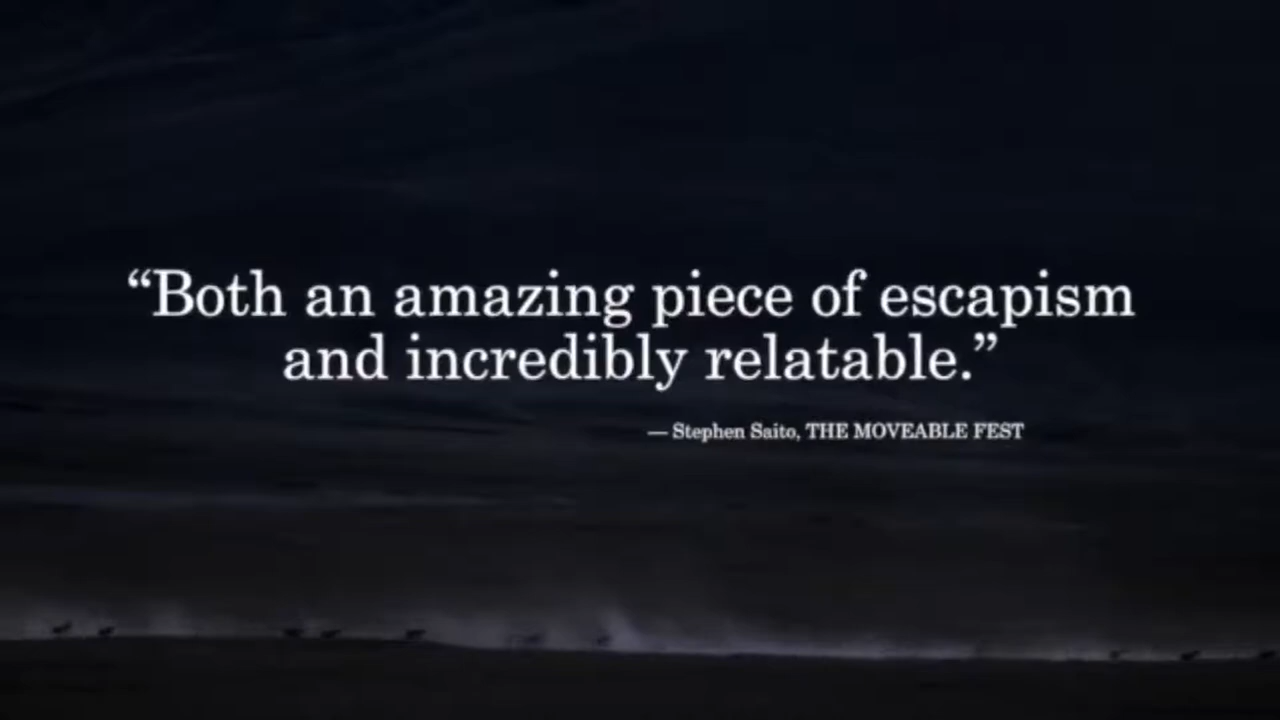 “Both an amazing piece of escapism
and incredibly relatable.”
— Stephen Saito, THE MOVEABLE FEST